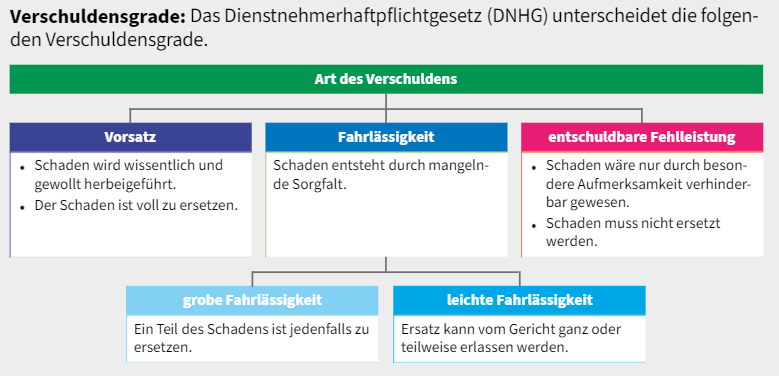 Verschuldensgrade: Das Dienstnehmerhaftpflichtgesetz (DNHG) unterscheidet die folgen-
den Verschuldensgrade.
Art des Verschuldens
Vorsatz
• Schaden wird wissentlich und
gewollt herbeigeführt.
• Der Schaden ist voll zu ersetzen.
Fahrlässigkeit
Schaden entsteht durch mangeln-
de Sorgfalt.
entschuldbare Fehlleistung
• Schaden wäre nur durch beson-
dere Aufmerksamkeit verhinder-
bar gewesen.
• Schaden muss nicht ersetzt
werden.
grobe Fahrlässigkeit
Ein Teil des Schadens ist jedenfalls zu
ersetzen.
leichte Fahrlässigkeit
Ersatz kann vom Gericht ganz oder
teilweise erlassen werden.